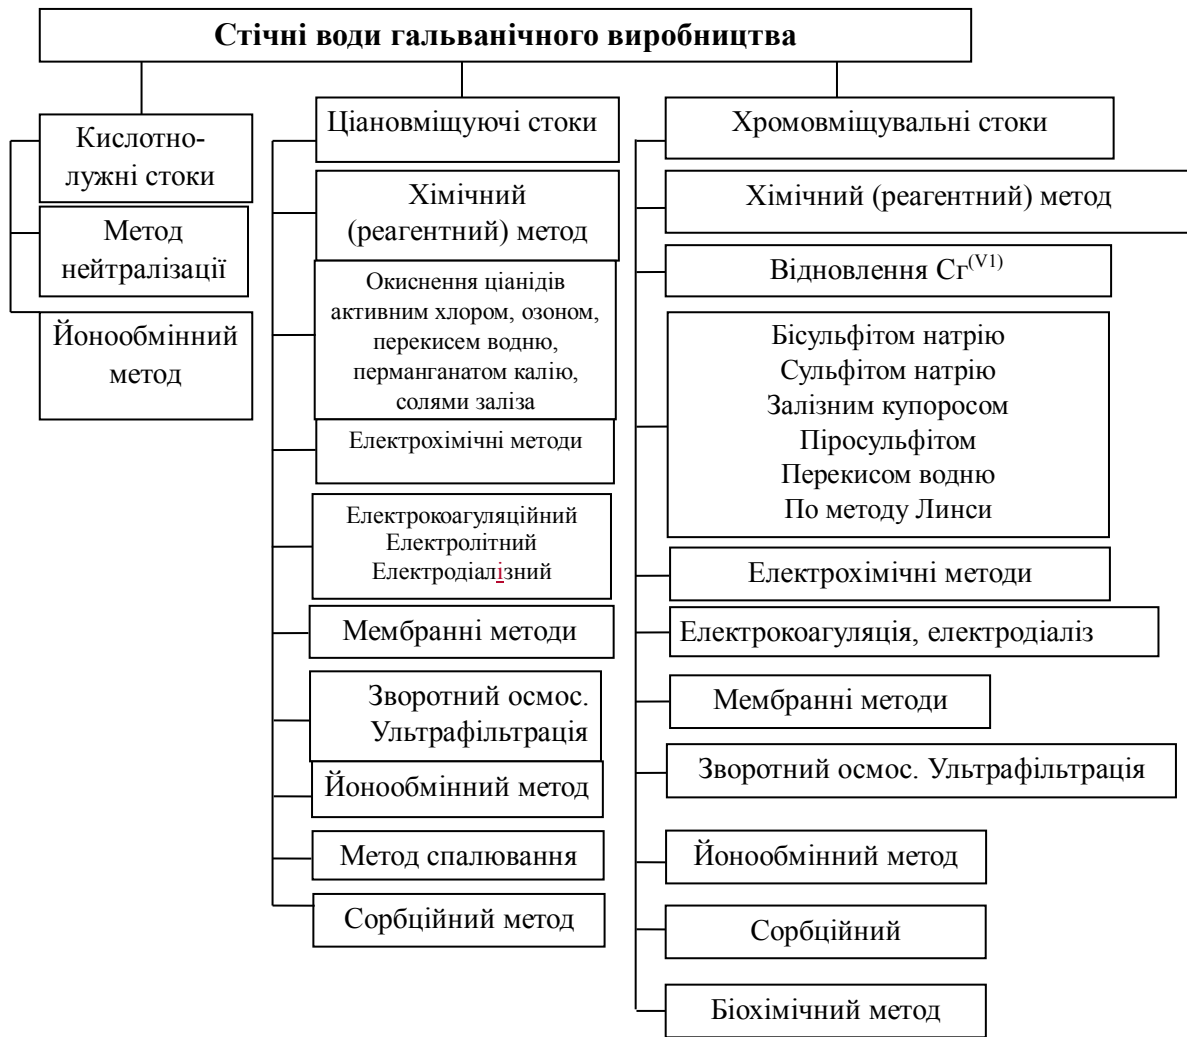 Стічні води гальванічного виробництва
Кислотно-
лужні стоки
Метод
нейтралізації
Йонообмінний
метод
Ціановміщуючі стоки
Хімічний
(реагентний) метод
Окиснення ціанідів
активним хлором, озоном,
перекисем водню,
перманганатом калію,
солями заліза
Електрохімічні методи
Електрокоагуляційний
Електролітний
Електродіалізний
Мембранні методи
Зворотний осмос.
Ультрафільтрація
Йонообмінний метод
Метод спалювання
Сорбційний метод
Хромовміщувальні стоки
Хімічний (реагентний) метод
Відновлення Сг(V1)
Бісульфітом натрію
Сульфітом натрію
Залізним купоросом
Піросульфітом
Перекисом водню
По методу Линси
Електрохімічні методи
Електрокоагуляція, електродіаліз
Мембранні методи
Зворотний осмос. Ультрафільтрація
Йонообмінний метод
Сорбційний
Біохімічний метод